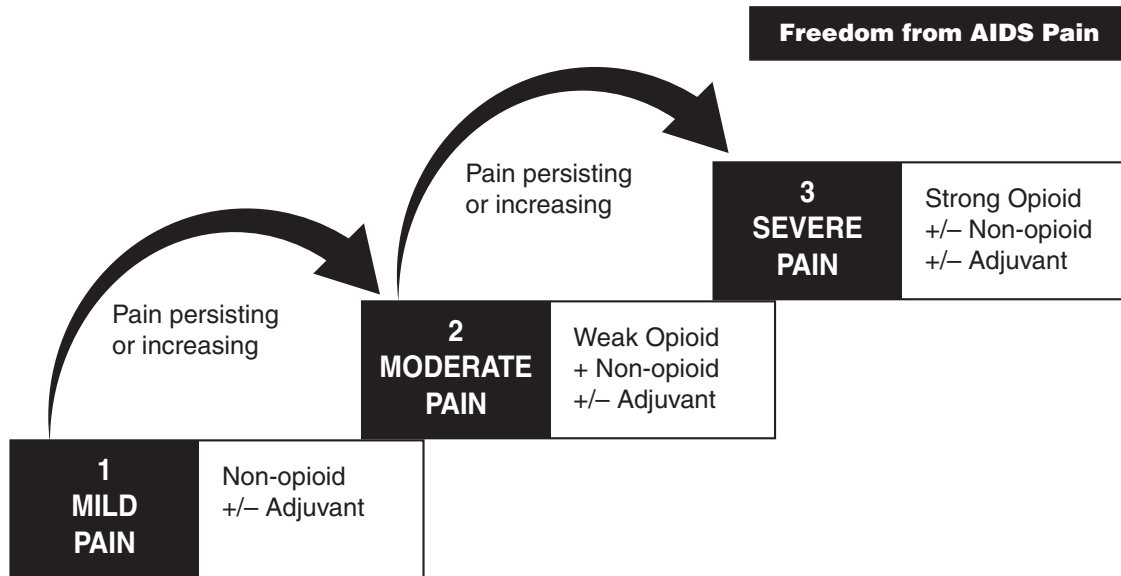 Freedom from AIDS Pain
Pain persisting
or increasing
3
SEVERE
PAIN
Strong Opioid
+/– Non-opioid
+/– Adjuvant
Pain persisting
or increasing
2
MODERATE
PAIN
Weak Opioid
+ Non-opioid
+/– Adjuvant
1
MILD
PAIN
Non-opioid
+/– Adjuvant